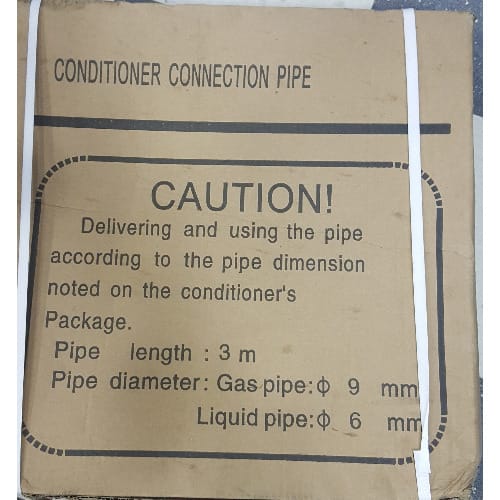 CONDITIONER CONNECTION PIPE
CAUTION!
Delivering and using the pipe
according to the pipe dimension
noted on the conditioner's
Package.
Pipe length : 3 m
Pipe diameter: Gas pipe:ф 9 mm
Liquid pipe:ф 6 mm